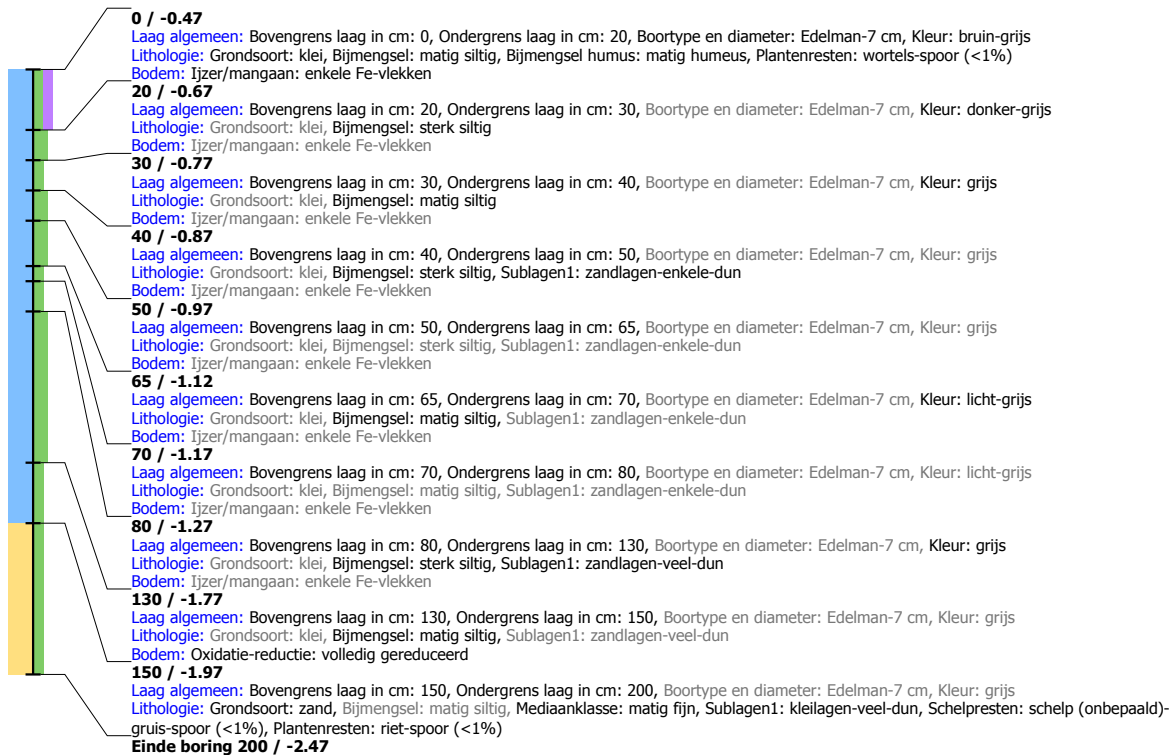 0 / -0.47
Laag algemeen: Bovengrens laag in cm: 0, Ondergrens laag in cm: 20, Boortype en diameter: Edelman-7 cm, Kleur: bruin-grijs
Lithologie: Grondsoort: klei, Bijmengsel: matig siltig, Bijmengsel humus: matig humeus, Plantenresten: wortels-spoor (<1%)
Bodem: Ijzer/mangaan: enkele Fe-vlekken
20 / -0.67
Laag algemeen: Bovengrens laag in cm: 20, Ondergrens laag in cm: 30, Boortype en diameter: Edelman-7 cm, Kleur: donker-grijs
Lithologie: Grondsoort: klei, Bijmengsel: sterk siltig
Bodem: Ijzer/mangaan: enkele Fe-vlekken
30 / -0.77
Laag algemeen: Bovengrens laag in cm: 30, Ondergrens laag in cm: 40, Boortype en diameter: Edelman-7 cm, Kleur: grijs
Lithologie: Grondsoort: klei, Bijmengsel: matig siltig
Bodem: Ijzer/mangaan: enkele Fe-vlekken
40 / -0.87
Laag algemeen: Bovengrens laag in cm: 40, Ondergrens laag in cm: 50, Boortype en diameter: Edelman-7 cm, Kleur: grijs
Lithologie: Grondsoort: klei, Bijmengsel: sterk siltig, Sublagen1: zandlagen-enkele-dun
Bodem: Ijzer/mangaan: enkele Fe-vlekken
50 / -0.97
Laag algemeen: Bovengrens laag in cm: 50, Ondergrens laag in cm: 65, Boortype en diameter: Edelman-7 cm, Kleur: grijs
Lithologie: Grondsoort: klei, Bijmengsel: sterk siltig, Sublagen1: zandlagen-enkele-dun
Bodem: Ijzer/mangaan: enkele Fe-vlekken
65 / -1.12
Laag algemeen: Bovengrens laag in cm: 65, Ondergrens laag in cm: 70, Boortype en diameter: Edelman-7 cm, Kleur: licht-grijs
Lithologie: Grondsoort: klei, Bijmengsel: matig siltig, Sublagen1: zandlagen-enkele-dun
Bodem: Ijzer/mangaan: enkele Fe-vlekken
70 / -1.17
Laag algemeen: Bovengrens laag in cm: 70, Ondergrens laag in cm: 80, Boortype en diameter: Edelman-7 cm, Kleur: licht-grijs
Lithologie: Grondsoort: klei, Bijmengsel: matig siltig, Sublagen1: zandlagen-enkele-dun
Bodem: Ijzer/mangaan: enkele Fe-vlekken
80 / -1.27
Laag algemeen: Bovengrens laag in cm: 80, Ondergrens laag in cm: 130, Boortype en diameter: Edelman-7 cm, Kleur: grijs
Lithologie: Grondsoort: klei, Bijmengsel: sterk siltig, Sublagen1: zandlagen-veel-dun
Bodem: Ijzer/mangaan: enkele Fe-vlekken
130 / -1.77
Laag algemeen: Bovengrens laag in cm: 130, Ondergrens laag in cm: 150, Boortype en diameter: Edelman-7 cm, Kleur: grijs
Lithologie: Grondsoort: klei, Bijmengsel: matig siltig, Sublagen1: zandlagen-veel-dun
Bodem: Oxidatie-reductie: volledig gereduceerd
150 / -1.97
Laag algemeen: Bovengrens laag in cm: 150, Ondergrens laag in cm: 200, Boortype en diameter: Edelman-7 cm, Kleur: grijs
Lithologie: Grondsoort: zand, Bijmengsel: matig siltig, Mediaanklasse: matig fijn, Sublagen1: kleilagen-veel-dun, Schelpresten: schelp (onbepaald)-
gruis-spoor (<1%), Plantenresten: riet-spoor (<1%)
Einde boring 200 / -2.47